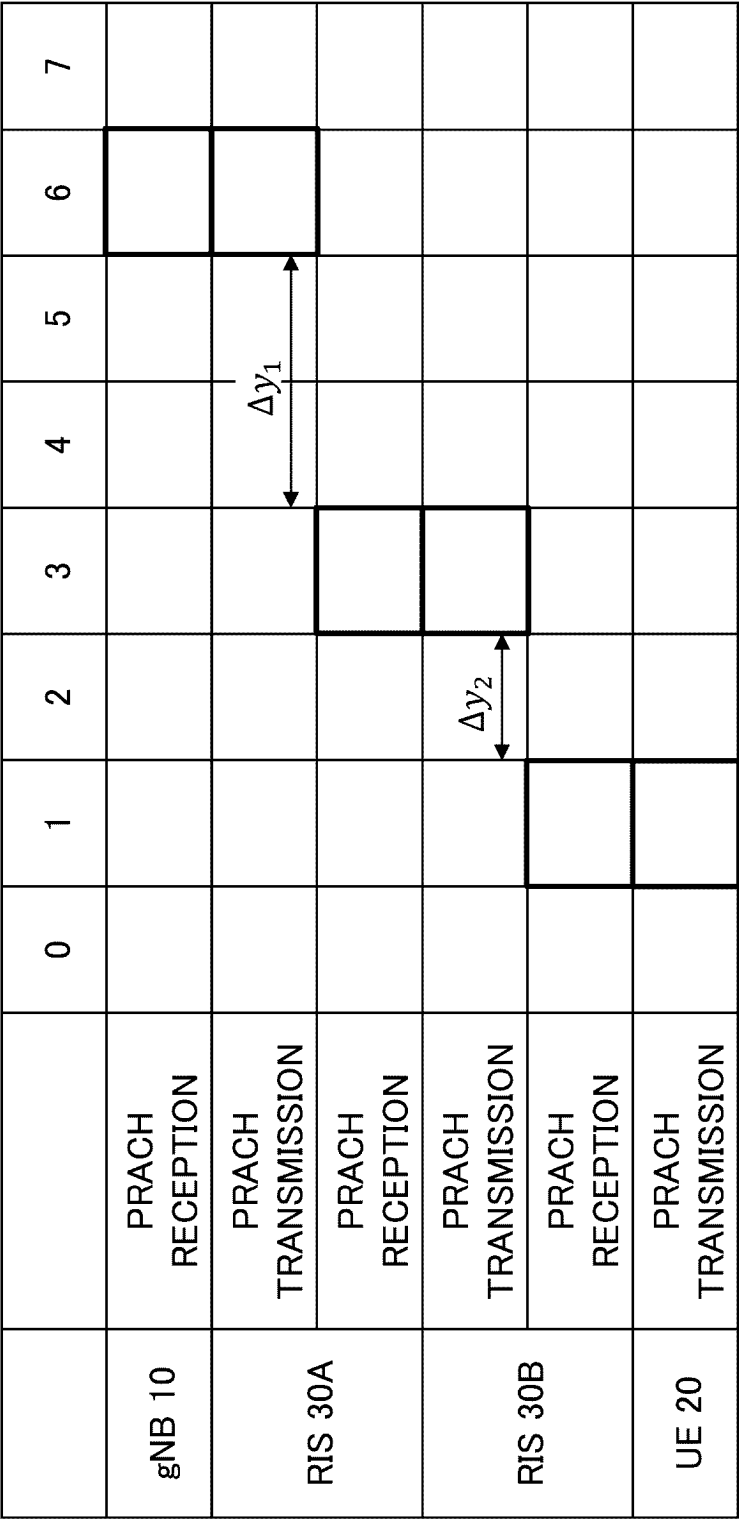 0 1 2 3 4 5 6 7
gNB 10
PRACH
RECEPTION
RIS 30A
PRACH
TRANSMISSION
Δy₁
PRACH
RECEPTION
RIS 30B
PRACH
TRANSMISSION
Δy₂
PRACH
RECEPTION
UE 20
PRACH
TRANSMISSION